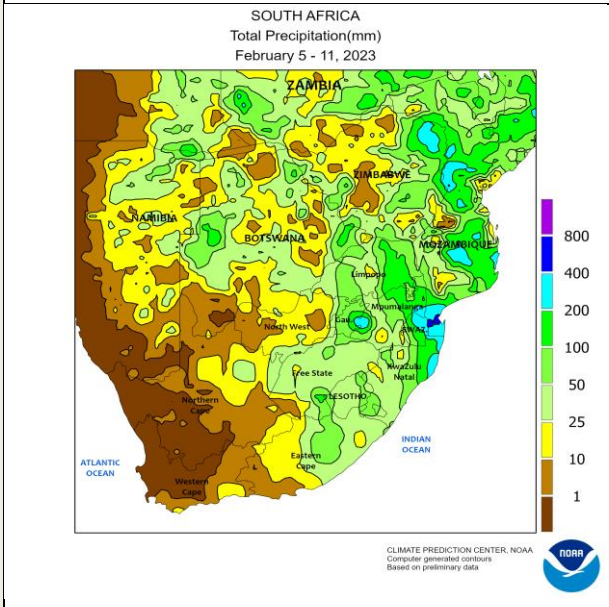 SOUTH AFRICA
Total Precipitation(mm)
February 5 - 11, 2023
ZAMBIA
ZIMBABWE
NAMIBIA
BOTSWANA
MOZAMBIQUE
Limpopo
Mpumalanga
Gau
North West
SWAZ
Free State
KwaZulu
Natal
LESOTHO
Northern
Cape
Eastern
Cape
Western
Cape
INDIAN
OCEAN
ATLANTIC
OCEAN
800
400
200
100
50
25
10
1
CLIMATE PREDICTION CENTER, NOAA
Computer generated contours
Based on preliminary data
NOAA